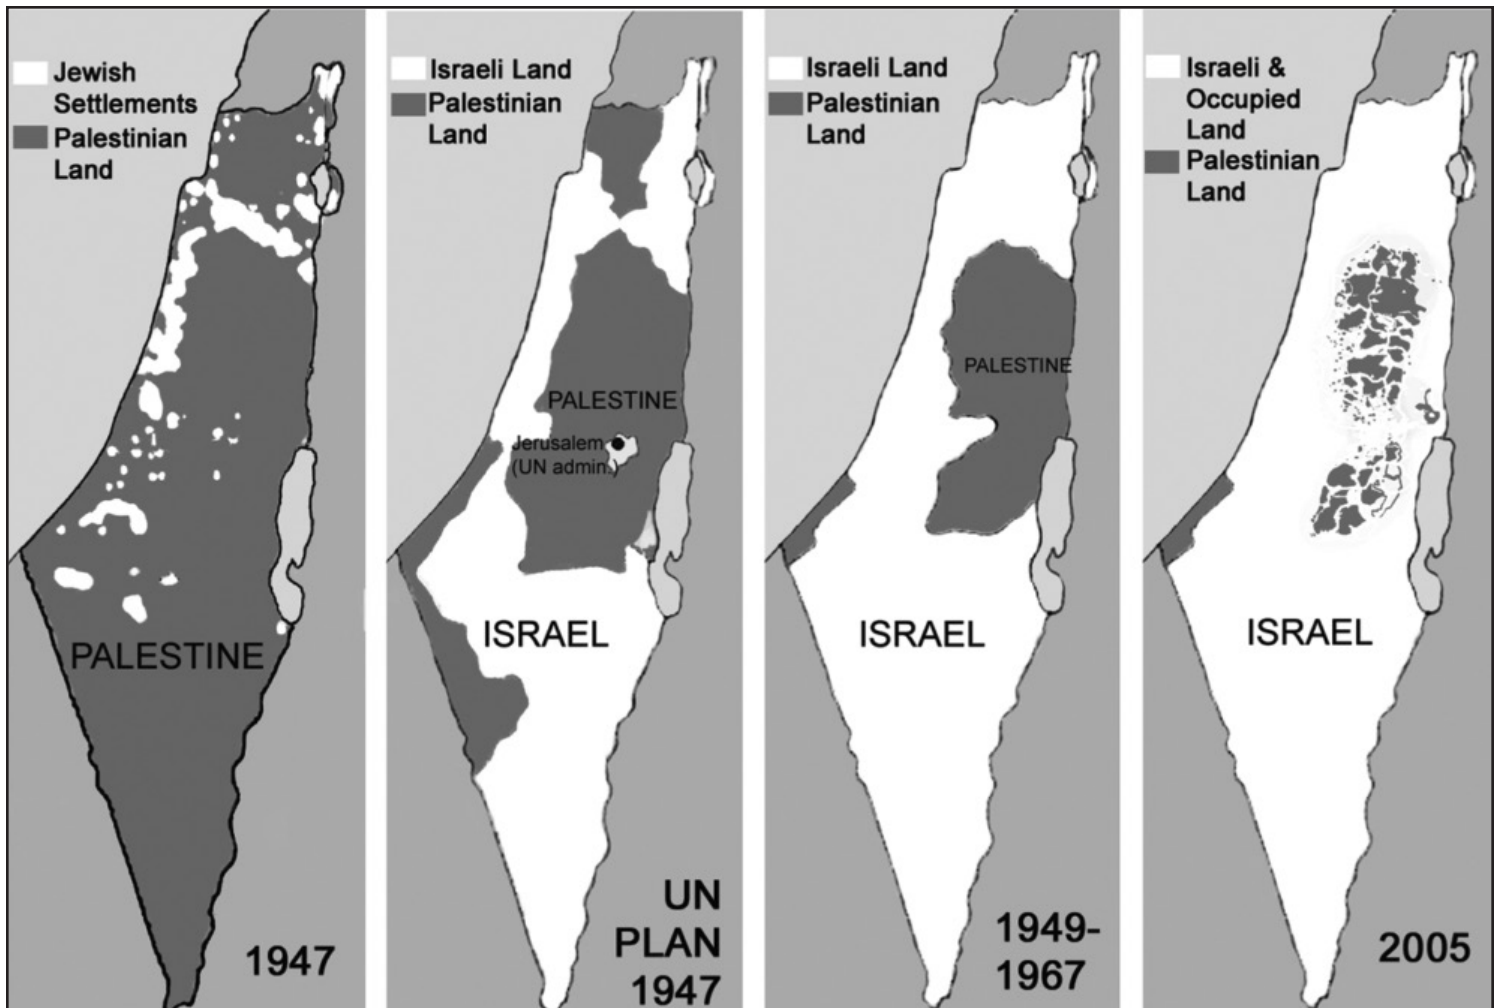 Jewish
Settlements
Palestinian
Land
PALESTINE
1947
Israeli Land
Palestinian
Land
PALESTINE
Jerusalem
(UN admin.)
ISRAEL
UN
PLAN
1947
Israeli Land
Palestinian
Land
PALESTINE
ISRAEL
1949-
1967
Israeli &
Occupied
Land
Palestinian
Land
ISRAEL
2005